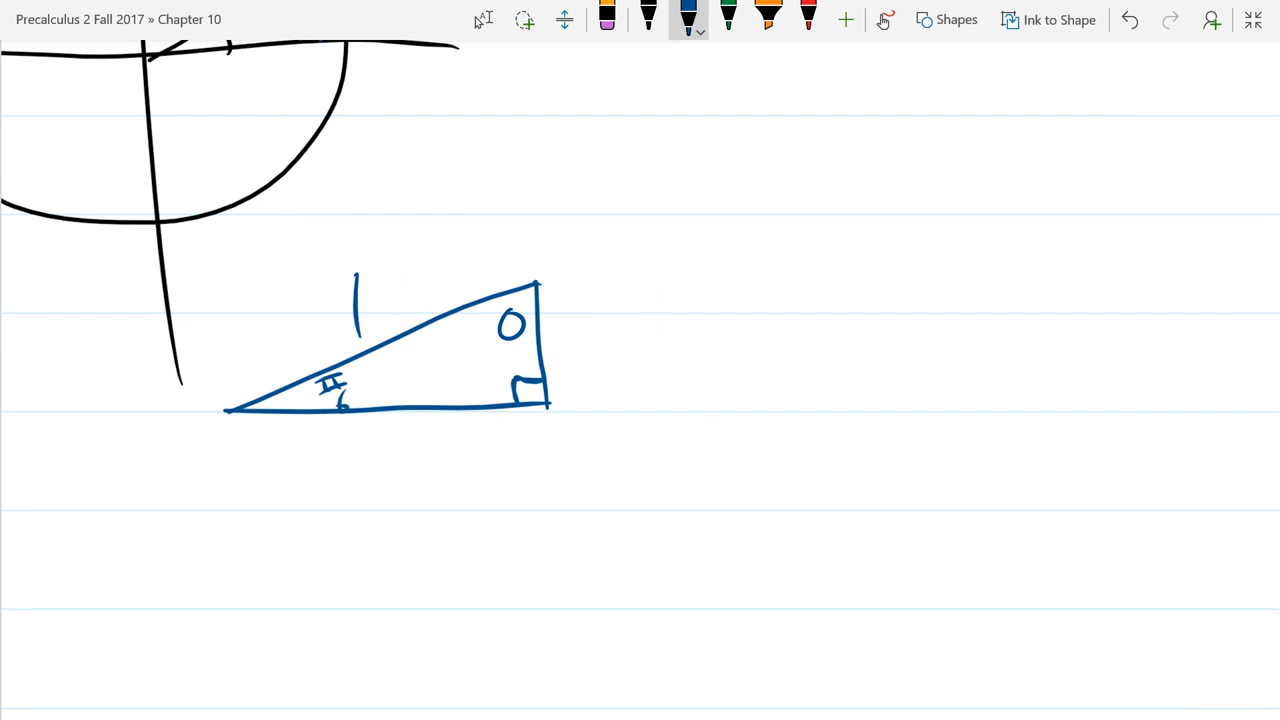 Precalculus 2 Fall 2017 » Chapter 10
Shapes
Ink to Shape
1
O
π
6